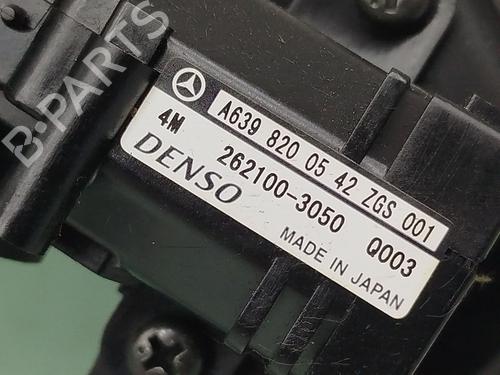 B-PARTS
A639 820 05 42 ZGS 001
4M 262100-3050 Q003
DENSO MADE IN JAPAN